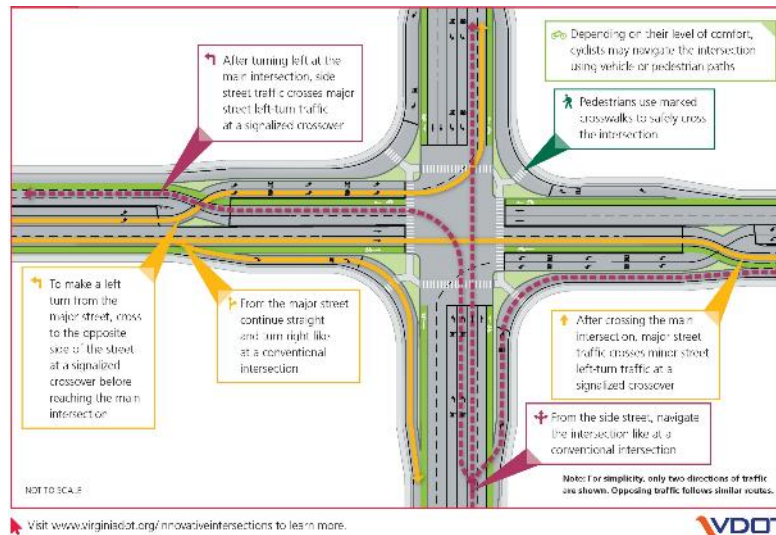 After turning left at the
main intersection, side
street traffic crosses major
street left-turn traffic
at a signalized crossover
Depending on their level of comfort,
cyclists may navigate the intersection
using vehicle or pedestrian paths
Pedestrians use marked
crosswalks to safely cross
the intersection
To make a left
turn from the
major street, cross
to the opposite
side of the street
at a signalized
crossover before
reaching the main
intersection
From the major street
continue straight
and turn right like
at a conventional
intersection
After crossing the main
intersection, major street
traffic crosses minor street
left-turn traffic at a
signalized crossover
From the side street, navigate
the intersection like at a
conventional intersection
NOT TO SCALE
Note: For simplicity, only two directions of traffic
are shown. Opposing traffic follows similar routes.
Visit www.virginiadot.org/innovativeintersections to learn more.
VDOT